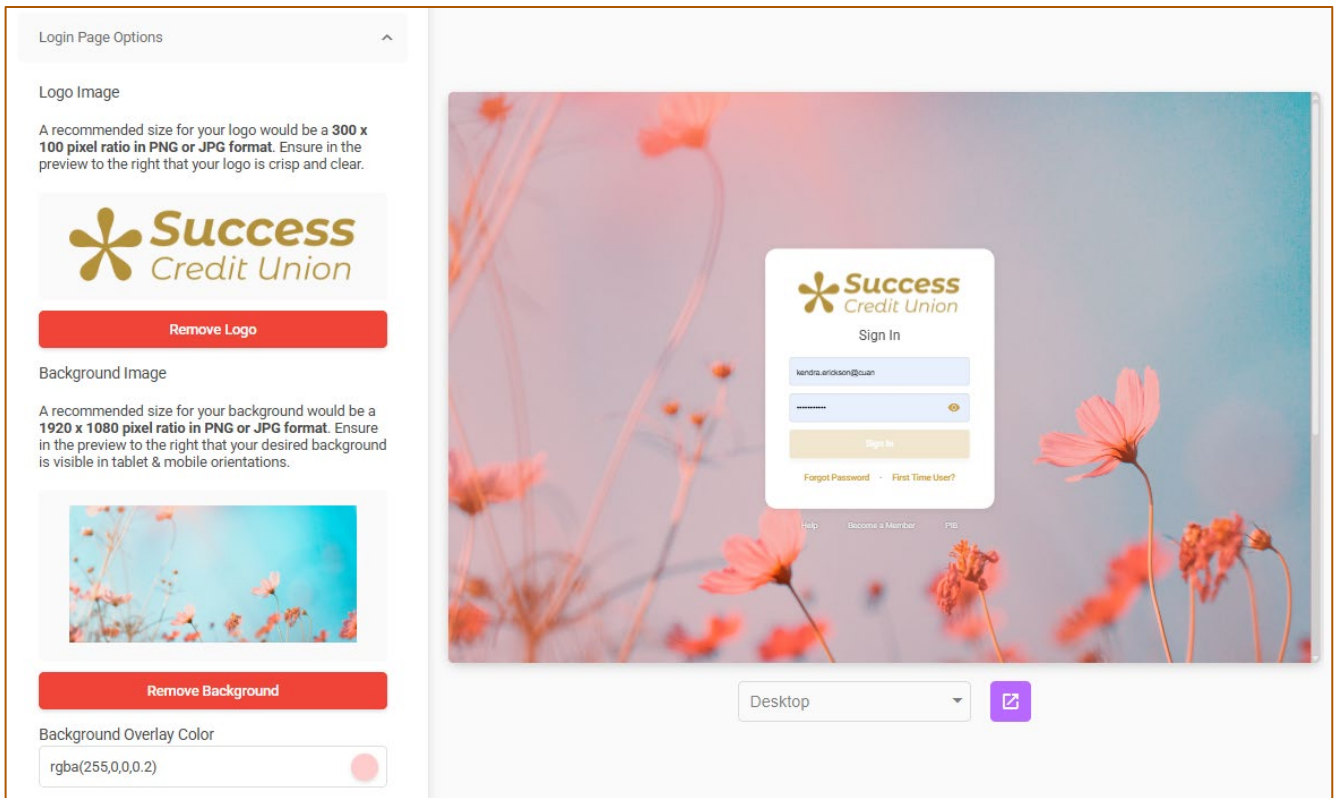 Login Page Options
Logo Image
A recommended size for your logo would be a 300 x
100 pixel ratio in PNG or JPG format. Ensure in the
preview to the right that your logo is crisp and clear.
Success
Credit Union
Remove Logo
Background Image
A recommended size for your background would be a
1920 x 1080 pixel ratio in PNG or JPG format. Ensure
in the preview to the right that your desired background
is visible in tablet & mobile orientations.
Remove Background
Background Overlay Color
rgba(255,0,0,0.2)
Success
Credit Union
Sign In
kendra.erickson@cuan
••••••••••••
Sign In
Forgot Password - First Time User?
Help Become a Member PIB
Desktop